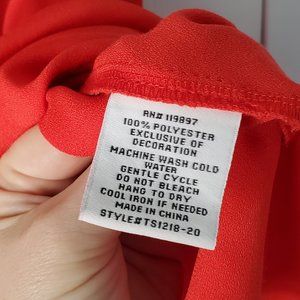 RN# 119897
100% POLYESTER
EXCLUSIVE OF
DECORATION
MACHINE WASH COLD
WATER
GENTLE CYCLE
DO NOT BLEACH
HANG TO DRY
COOL IRON IF NEEDED
MADE IN CHINA
STYLE#TS1218-20